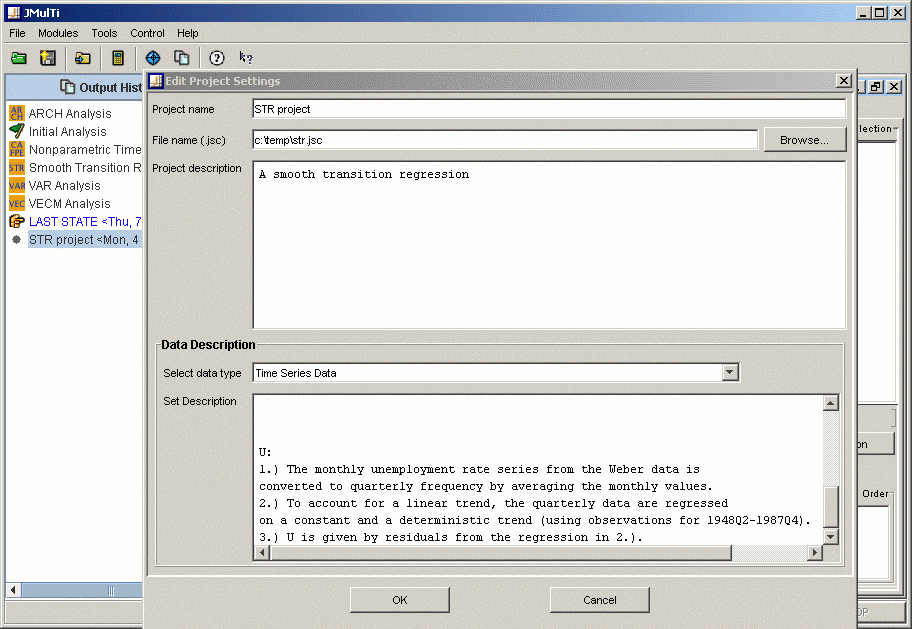 JMulTi
File Modules Tools Control Help
Edit Project Settings
Output Hist
ARCH Analysis
Initial Analysis
Nonparametric Time
Smooth Transition R
VAR Analysis
VECM Analysis
LAST STATE <Thu, 7
STR project <Mon, 4
Project name
STR project
File name (.jsc)
c:\temp\str.jsc
Browse...
Project description
A smooth transition regression
Data Description
Select data type
Time Series Data
Set Description
U:
1.) The monthly unemployment rate series from the Weber data is
converted to quarterly frequency by averaging the monthly values.
2.) To account for a linear trend, the quarterly data are regressed
on a constant and a deterministic trend (using observations for 1948Q2-1987Q4).
3.) U is given by residuals from the regression in 2.).
OK
Cancel
lection
on
Order
OP